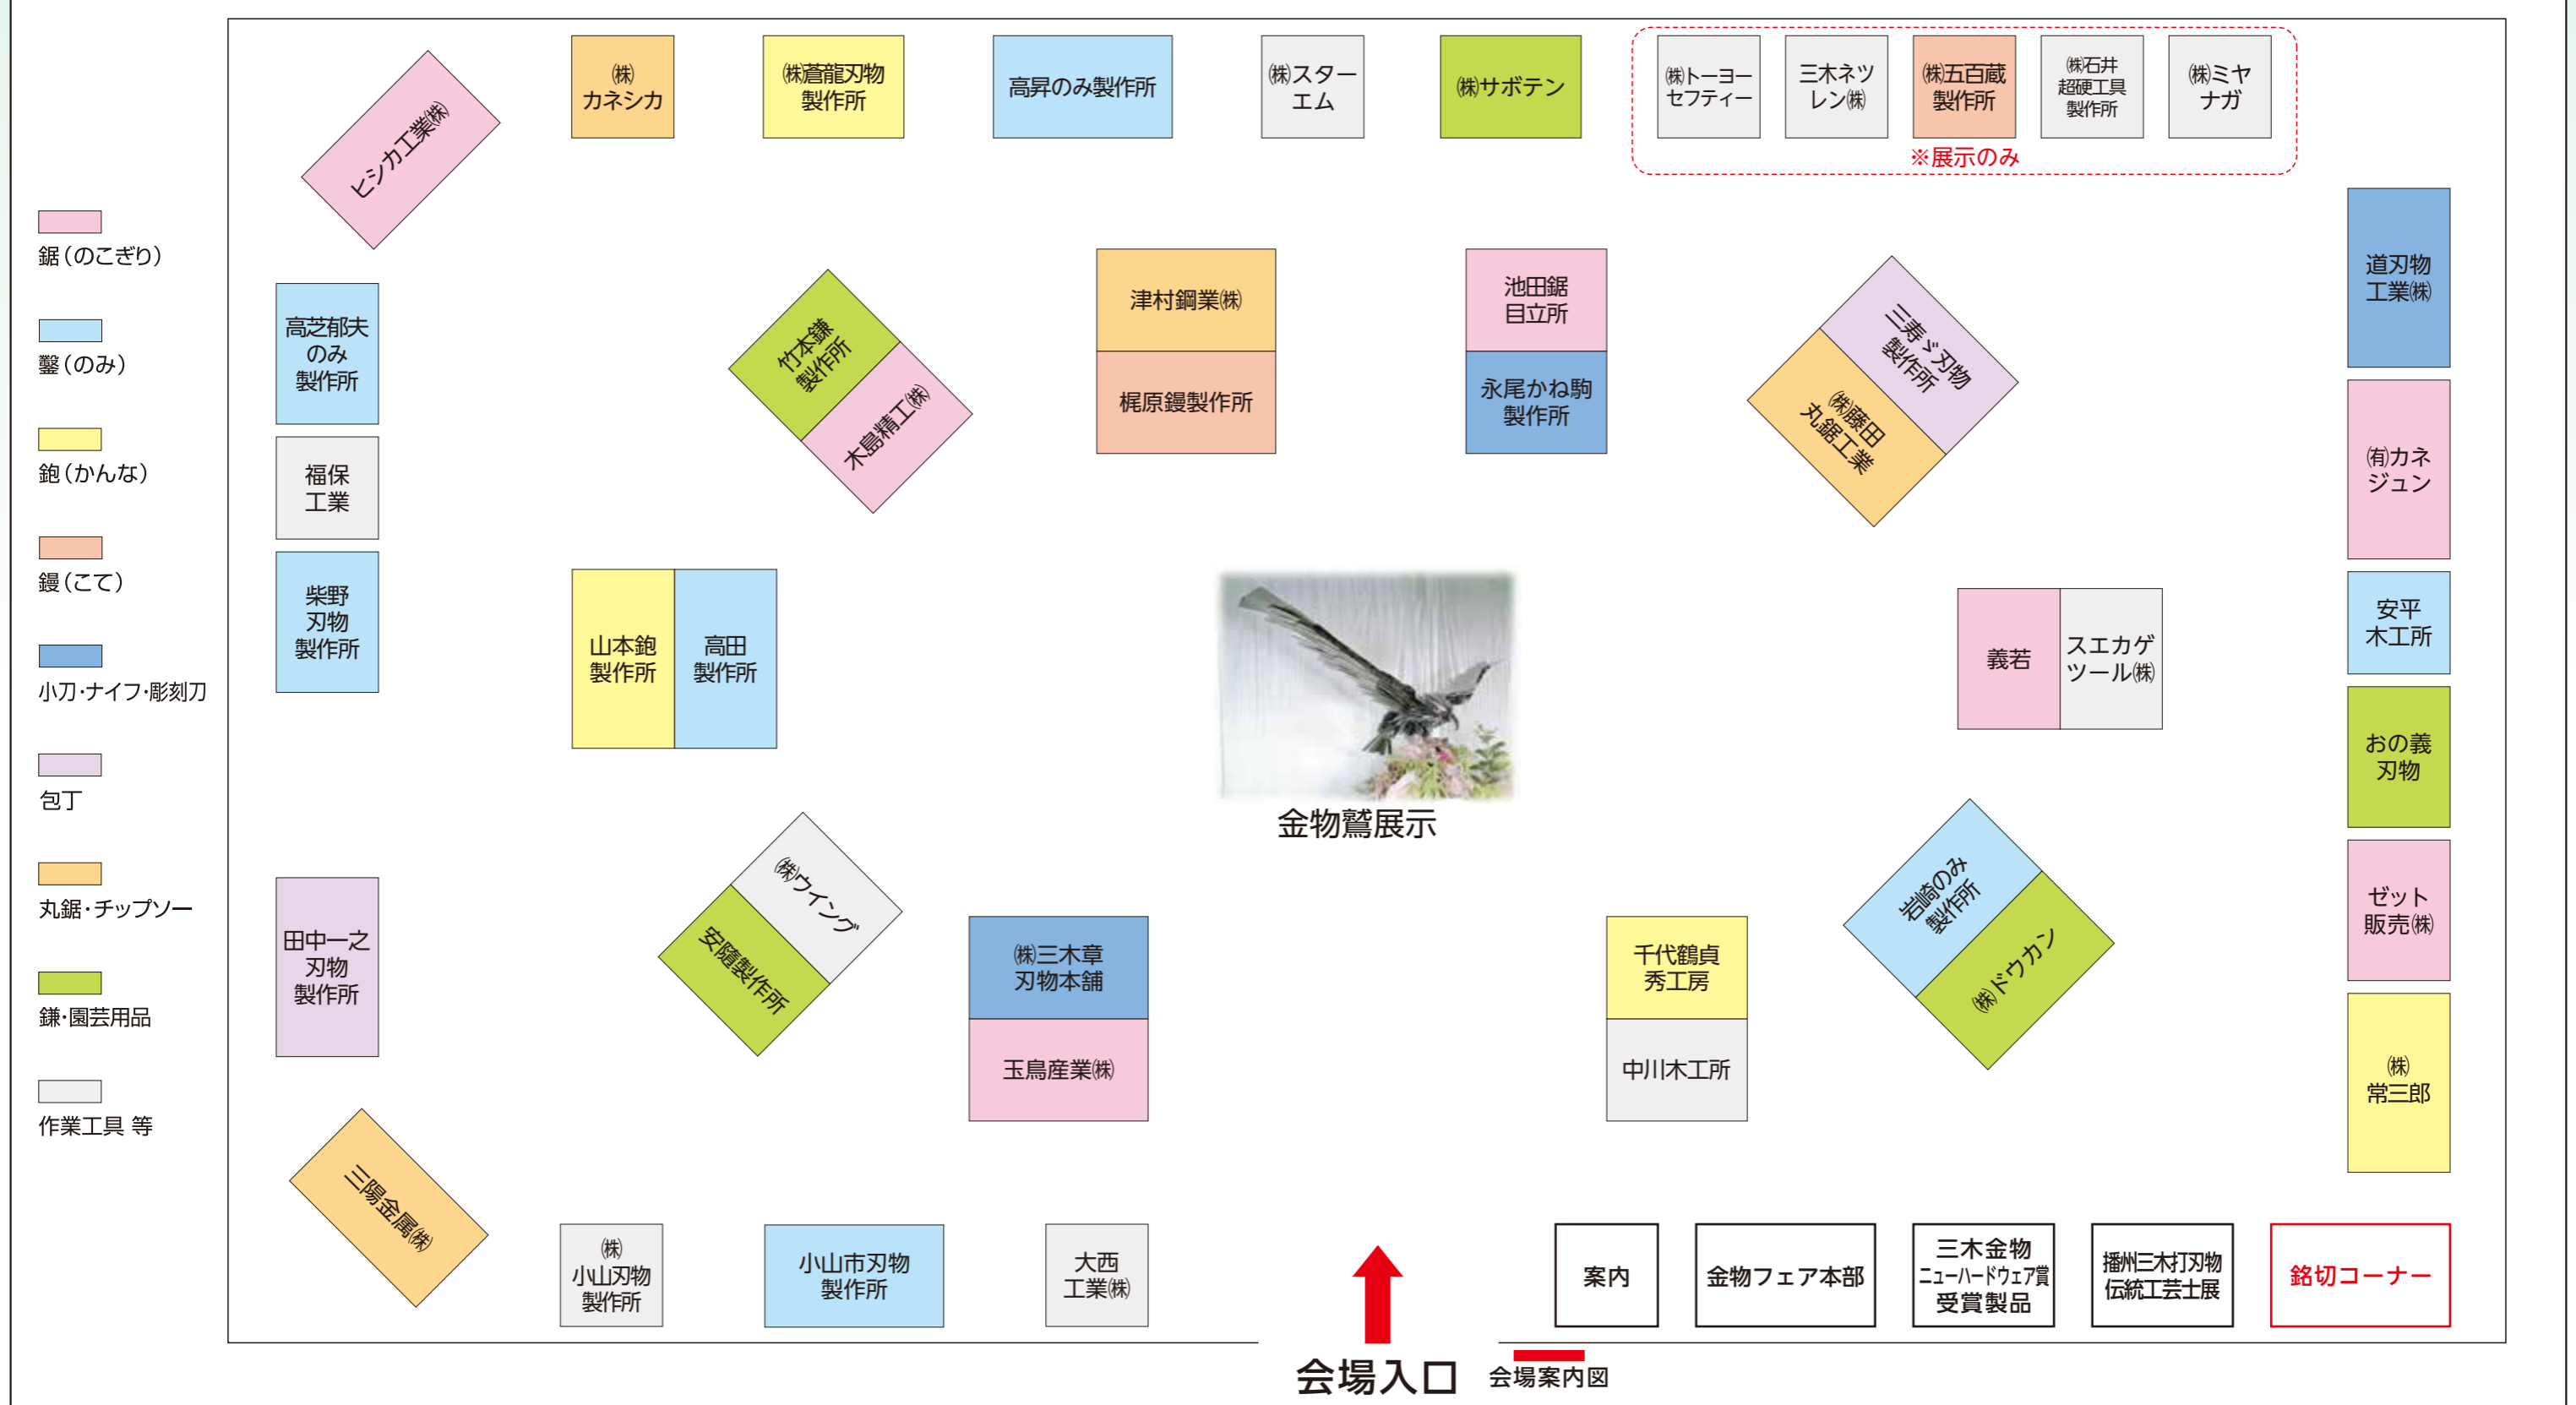 鋸（のこぎり）
鑿（のみ）
鉋（かんな）
鏝（こて）
小刀・ナイフ・彫刻刀
包丁
丸鋸・チップソー
鎌・園芸用品
作業工具 等
ヒシカ工業㈱
㈱
カネシカ
㈱蒼龍刃物
製作所
高昇のみ製作所
㈱スター
エム
㈱サボテン
㈱トーヨー
セフティー
三木ネツ
レン㈱
㈱五百蔵
製作所
㈱石井
超硬工具
製作所
㈱ミヤ
ナガ
※展示のみ
高芝郁夫
のみ
製作所
福保
工業
柴野
刃物
製作所
田中一之
刃物
製作所
三陽金属㈱
竹本鎌
製作所
木島精工㈱
津村鋼業㈱
梶原鏝製作所
池田鋸
目立所
永尾かね駒
製作所
三寿ゞ刃物
製作所
㈱藤田
丸鋸工業
道刃物
工業㈱
㈲カネ
ジュン
安平
木工所
おの義
刃物
ゼット
販売㈱
㈱
常三郎
山本鉋
製作所
高田
製作所
金物鷲展示
義若
スエカゲ
ツール㈱
㈱ウイング
安隨製作所
㈱三木章
刃物本舗
玉鳥産業㈱
千代鶴貞
秀工房
中川木工所
岩崎のみ
製作所
㈱ドウカン
㈱
小山刃物
製作所
小山市刃物
製作所
大西
工業㈱
案内
金物フェア本部
三木金物
ニューハードウェア賞
受賞製品
播州三木打刃物
伝統工芸士展
銘切コーナー
会場入口
会場案内図